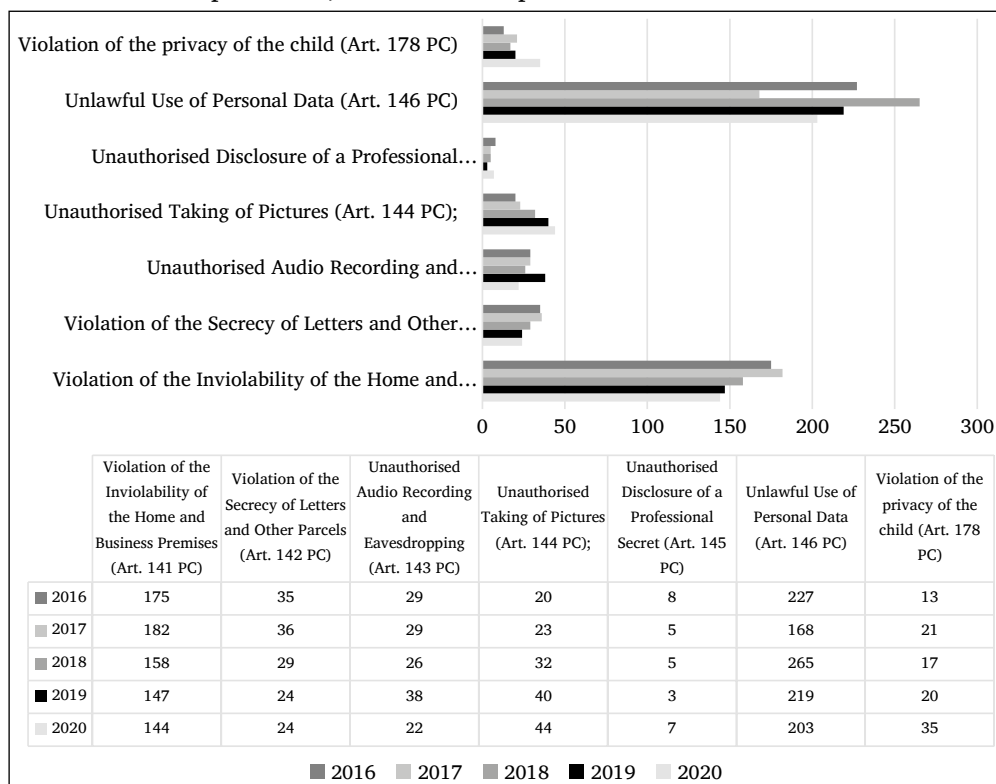 Violation of the privacy of the child (Art. 178 PC)
Unlawful Use of Personal Data (Art. 146 PC)
Unauthorised Disclosure of a Professional…
Unauthorised Taking of Pictures (Art. 144 PC);
Unauthorised Audio Recording and…
Violation of the Secrecy of Letters and Other…
Violation of the Inviolability of the Home and…
0 50 100 150 200 250 300
Violation of the
Inviolability of
the Home and
Business Premises
(Art. 141 PC)
Violation of the
Secrecy of Letters
and Other Parcels
(Art. 142 PC)
Unauthorised
Audio Recording
and
Eavesdropping
(Art. 143 PC)
Unauthorised
Taking of Pictures
(Art. 144 PC);
Unauthorised
Disclosure of a
Professional
Secret (Art. 145
PC)
Unlawful Use of
Personal Data
(Art. 146 PC)
Violation of the
privacy of the
child (Art. 178
PC)
2016 175 35 29 20 8 227 13
2017 182 36 29 23 5 168 21
2018 158 29 26 32 5 265 17
2019 147 24 38 40 3 219 20
2020 144 24 22 44 7 203 35
2016 2017 2018 2019 2020